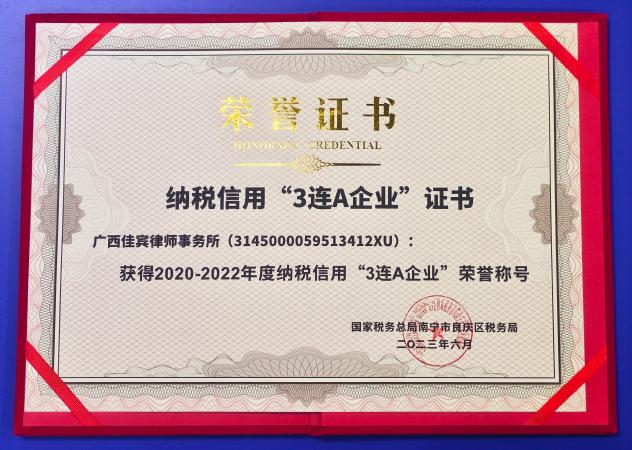 荣誉证书
HONORARY CREDENTIAL
纳税信用“3连A企业”证书
广西佳宾律师事务所（3145000059513412XU）：
获得2020-2022年度纳税信用“3连A企业”荣誉称号
国家税务总局南宁市良庆区税务局
二〇二三年六月